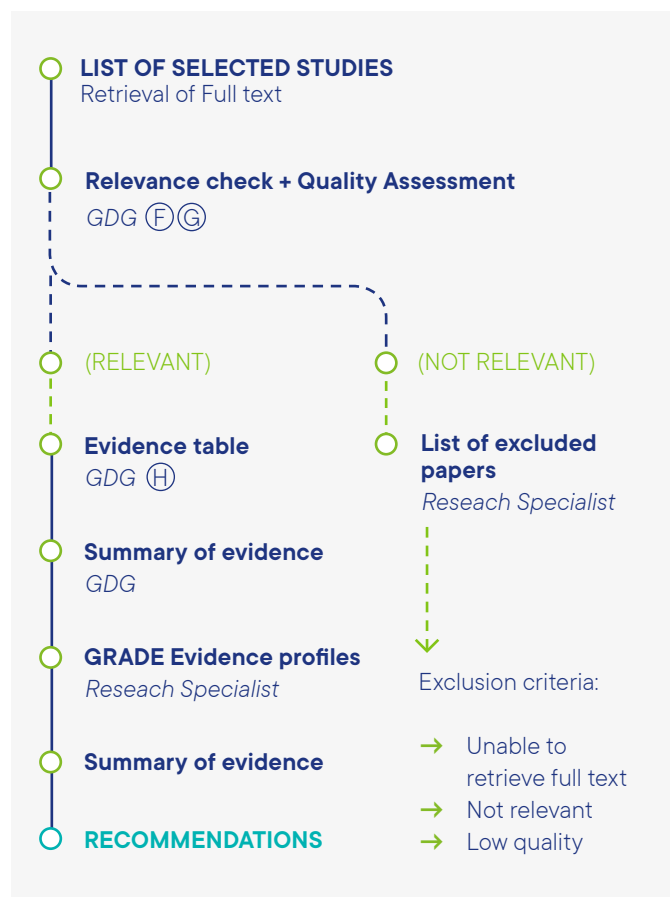 LIST OF SELECTED STUDIES
Retrieval of Full text
Relevance check + Quality Assessment
GDG F G
(RELEVANT)
(NOT RELEVANT)
Evidence table
GDG H
List of excluded
papers
Reseach Specialist
Summary of evidence
GDG
GRADE Evidence profiles
Reseach Specialist
Summary of evidence
RECOMMENDATIONS
Exclusion criteria:
→ Unable to
retrieve full text
→ Not relevant
→ Low quality